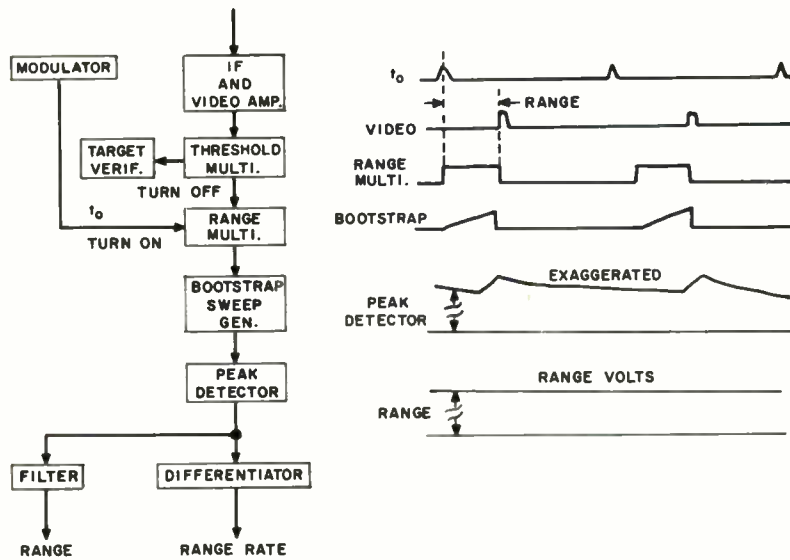 MODULATOR
IF
AND
VIDEO AMP.
TARGET
VERIF.
THRESHOLD
MULTI.
TURN OFF
t₀
TURN ON
RANGE
MULTI.
BOOTSTRAP
SWEEP
GEN.
PEAK
DETECTOR
FILTER
DIFFERENTIATOR
RANGE
RANGE RATE
t₀
RANGE
VIDEO
RANGE
MULTI.
BOOTSTRAP
EXAGGERATED
PEAK
DETECTOR
RANGE VOLTS
RANGE